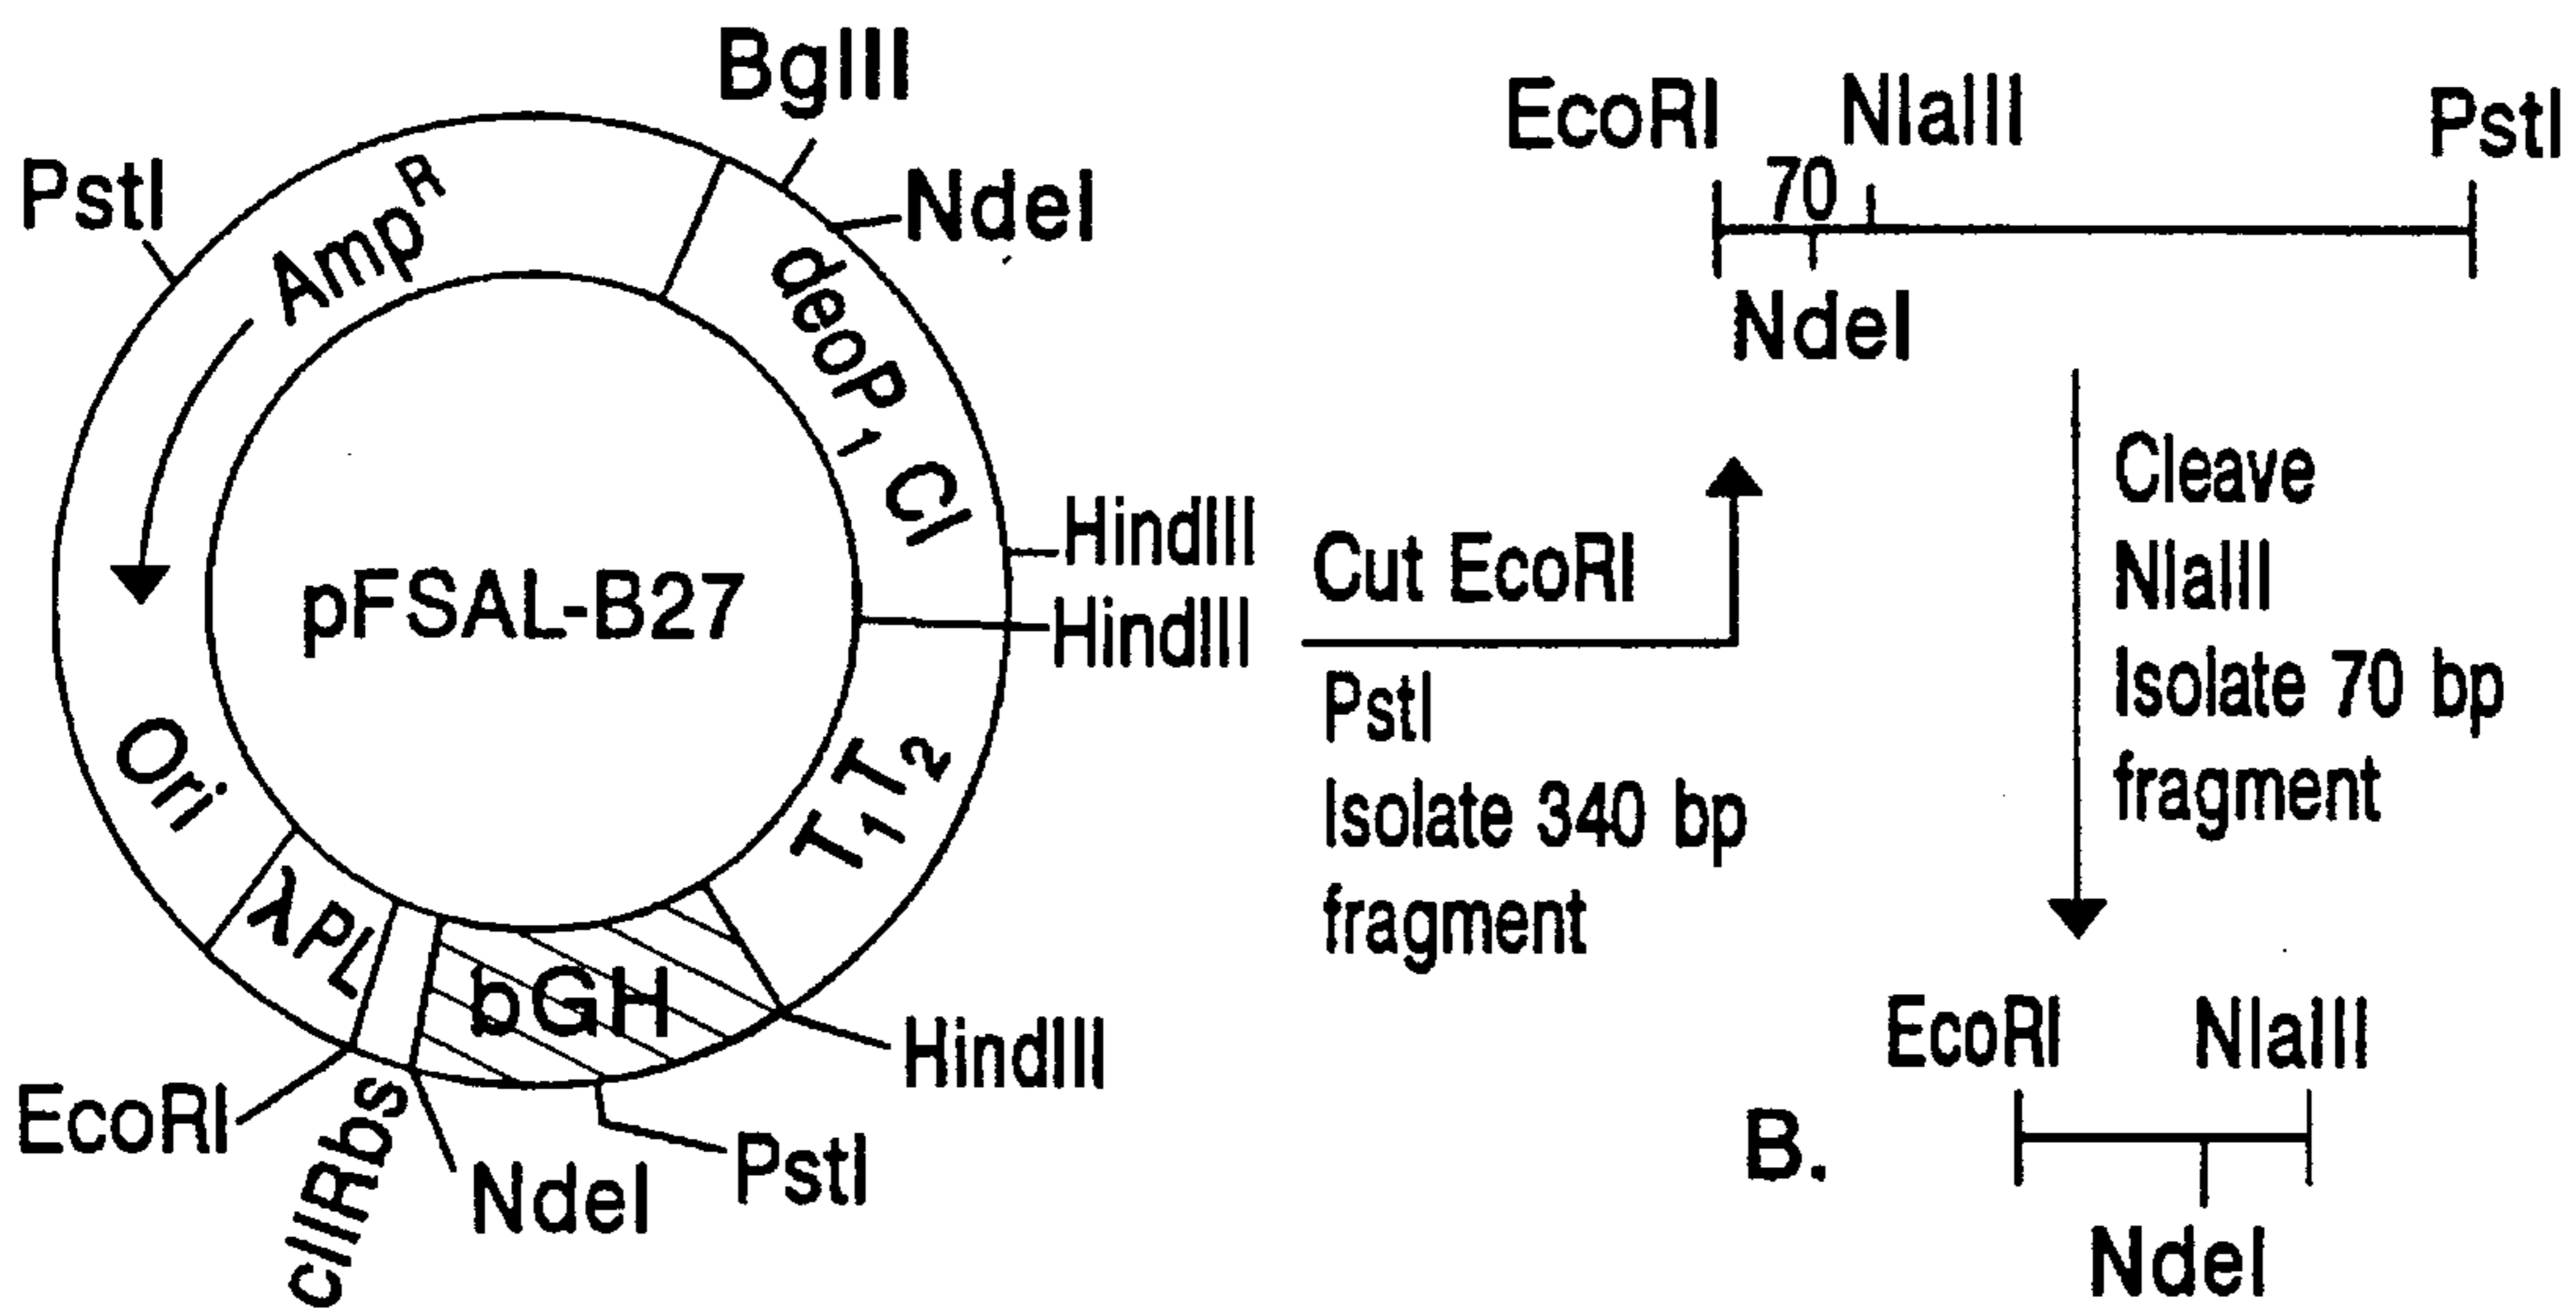 BglII
NdeI
PstI
Amp R
deoP1 CI
HindIII
HindIII
pFSAL-B27
Ori
T1T2
λPL
bGH
HindIII
EcoRI
cIIRbs
NdeI
PstI
Cut EcoRI
PstI
Isolate 340 bp
fragment
EcoRI
NlaIII
PstI
70
NdeI
Cleave
NlaIII
Isolate 70 bp
fragment
EcoRI
NlaIII
B.
NdeI